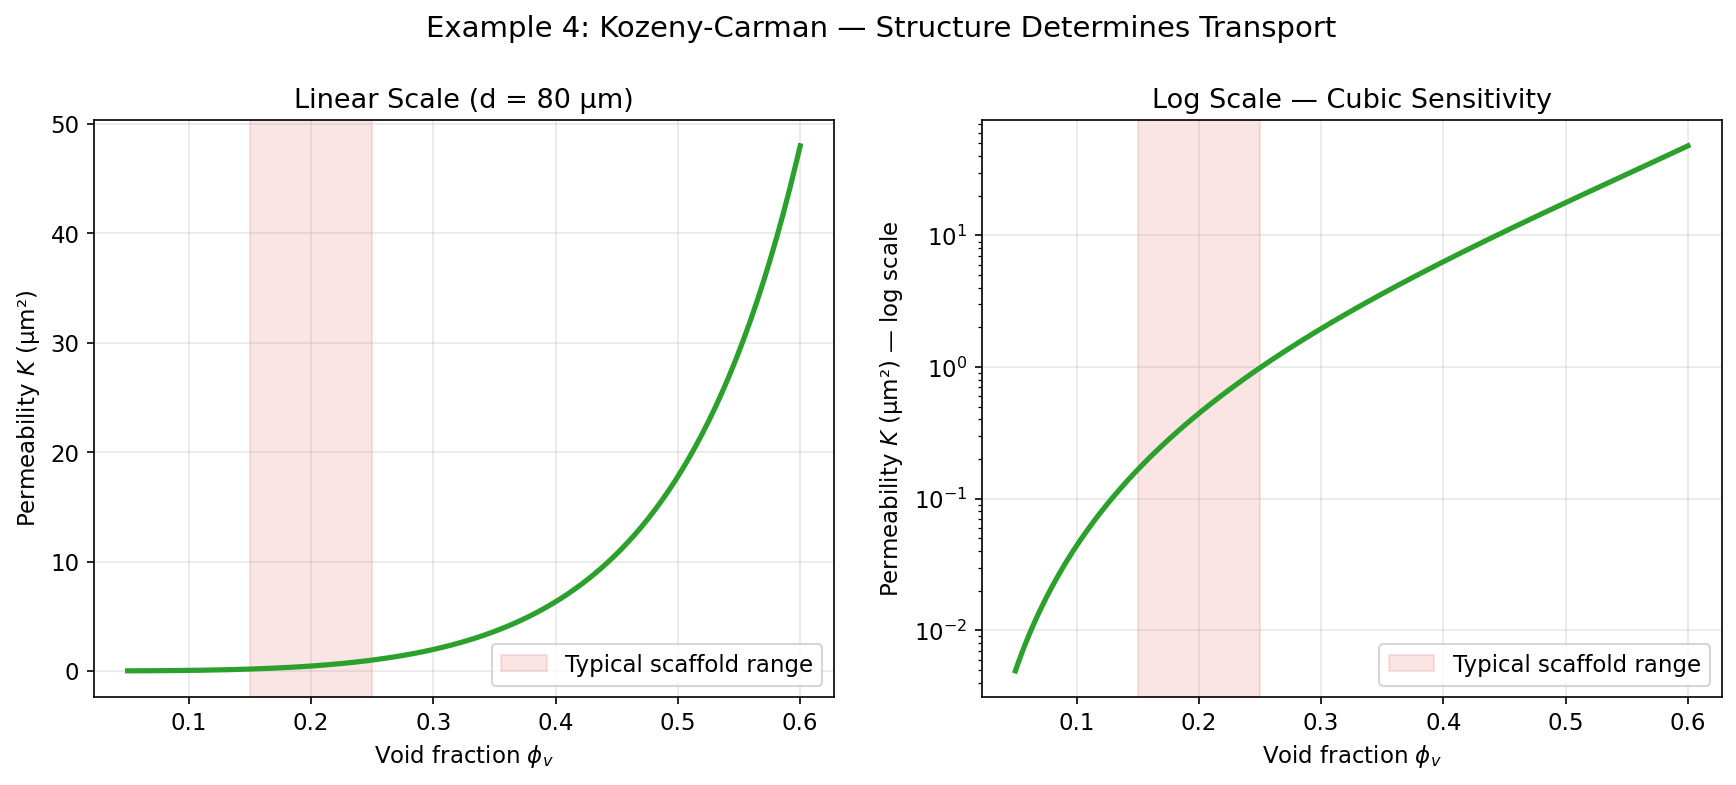 Example 4: Kozeny-Carman — Structure Determines Transport
Linear Scale (d = 80 µm)
Permeability K (µm²)
50
40
30
20
10
0
0.1 0.2 0.3 0.4 0.5 0.6
Void fraction ϕᵥ
Typical scaffold range
Log Scale — Cubic Sensitivity
Permeability K (µm²) — log scale
10¹
10⁰
10⁻¹
10⁻²
0.1 0.2 0.3 0.4 0.5 0.6
Void fraction ϕᵥ
Typical scaffold range